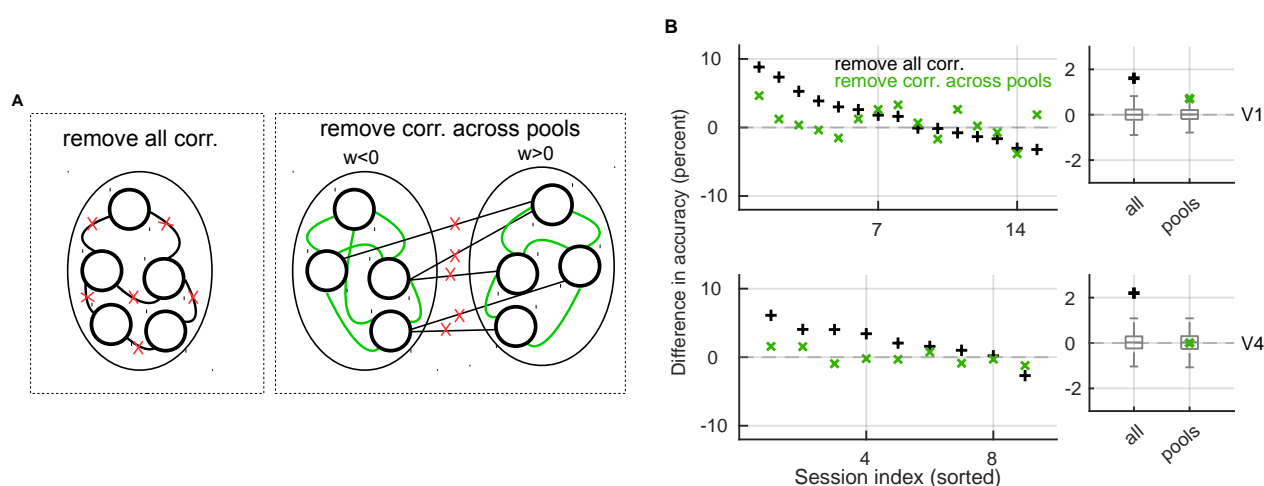 A
remove all corr.
remove corr. across pools
w<0
w>0
B
Difference in accuracy (percent)
10
0
-10
remove all corr.
remove corr. across pools
7
14
2
0
-2
V1
all
pools
10
0
-10
4
8
Session index (sorted)
2
0
-2
V4
all
pools